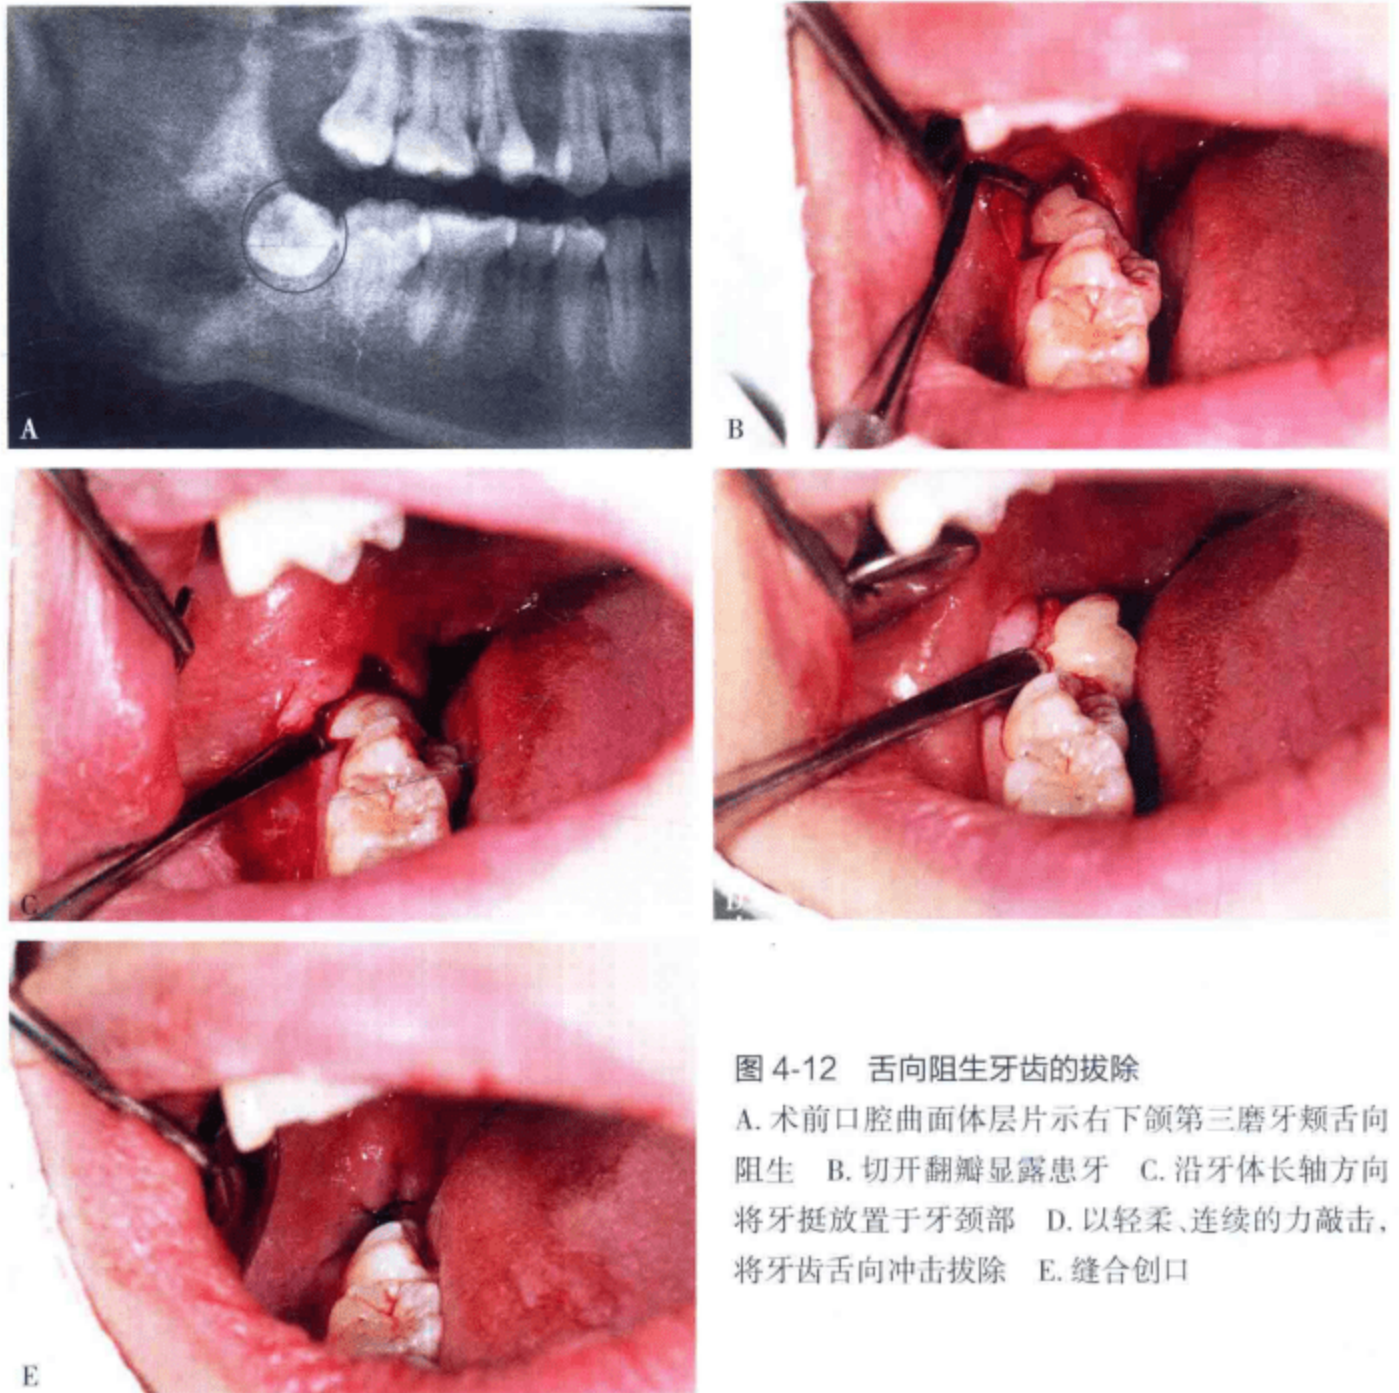 A
B
C
D
E
图 4-12 舌向阻生牙齿的拔除
A. 术前口腔曲面体层片示右下颌第三磨牙颊舌向
阻生 B. 切开翻瓣显露患牙 C. 沿牙体长轴方向
将牙挺放置于牙颈部 D. 以轻柔、连续的力敲击，
将牙齿舌向冲击拔除 E. 缝合创口